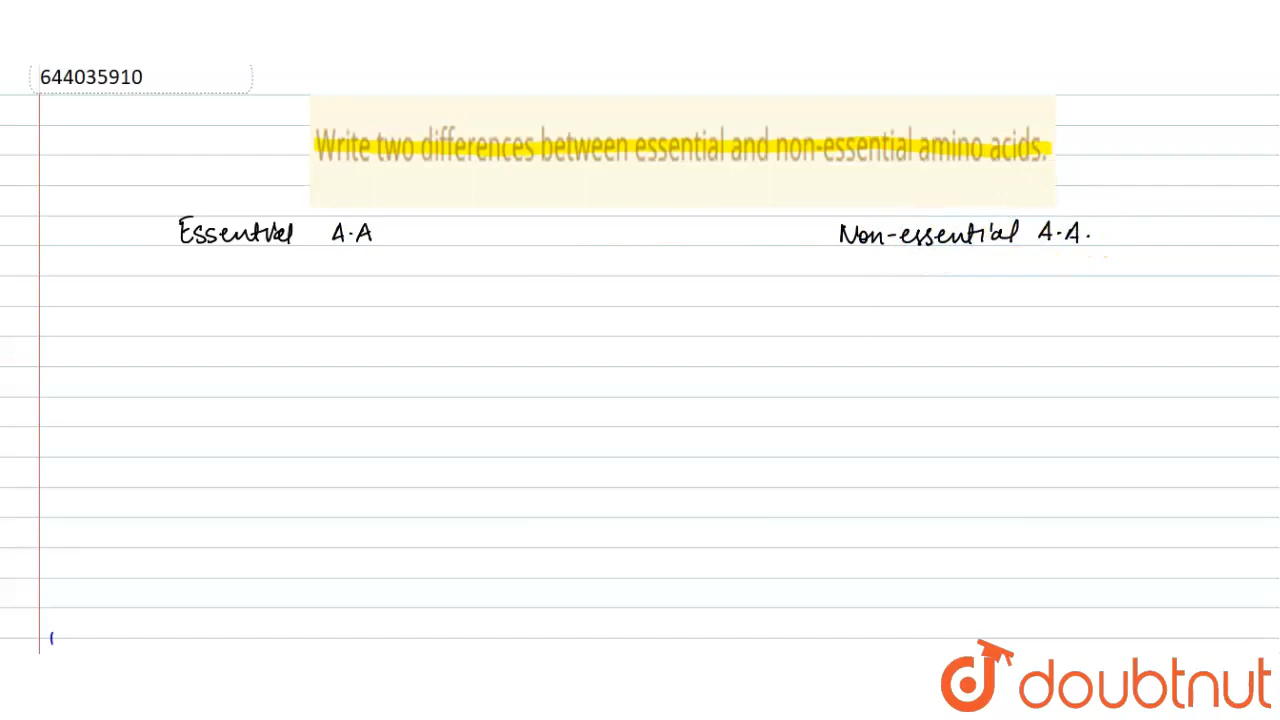 644035910
Write two differences between essential and non-essential amino acids.
Essential A.A
Non-essential A.A.
doubtnut